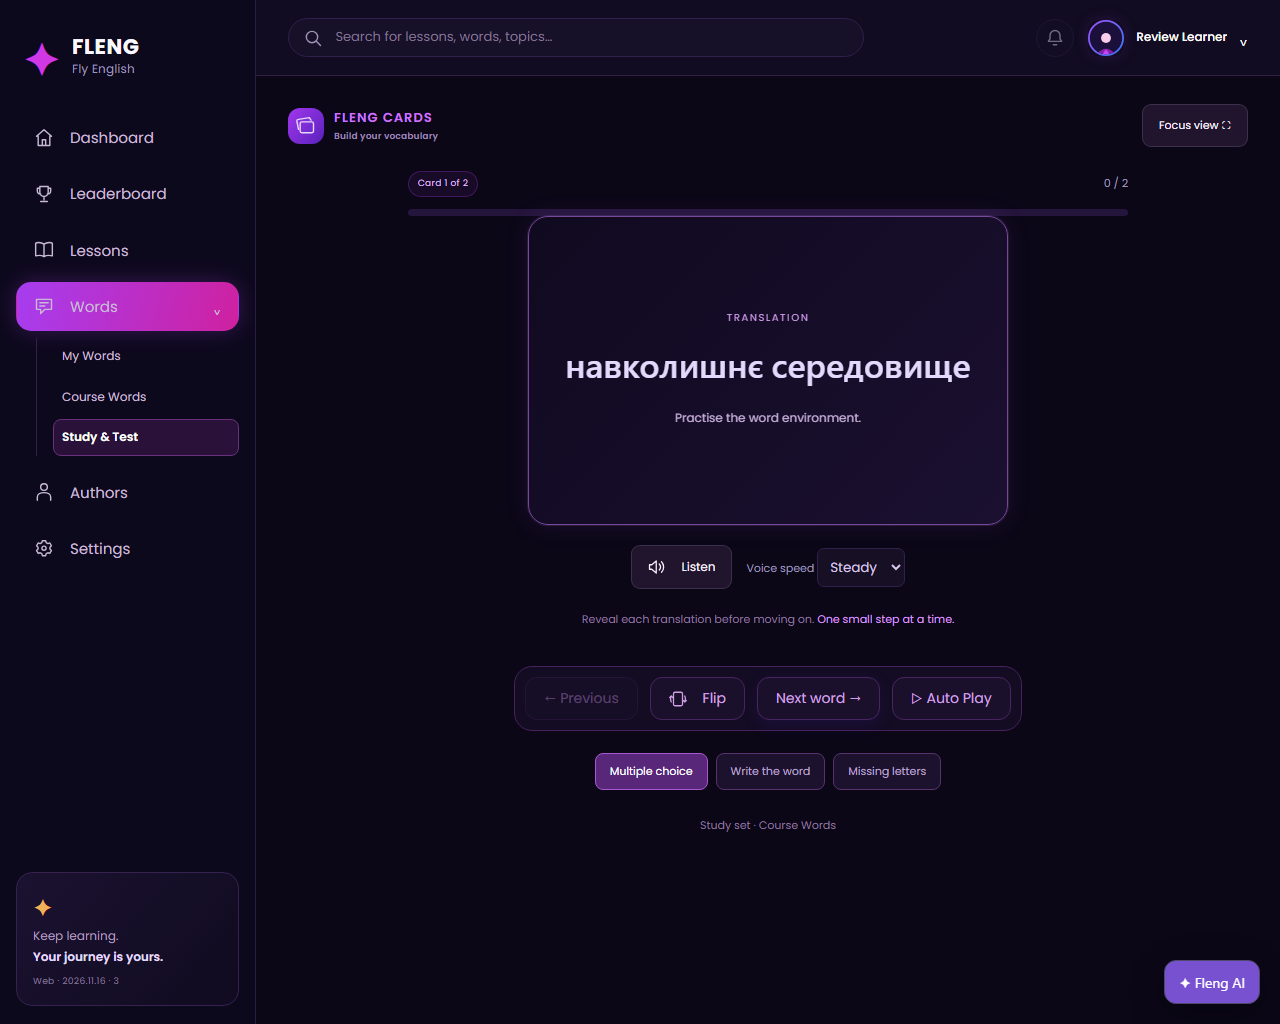 FLENG
Fly English
Search for lessons, words, topics...
Review Learner
Dashboard
Leaderboard
Lessons
Words
My Words
Course Words
Study & Test
Authors
Settings
Keep learning.
Your journey is yours.
Web · 2026.11.16 · 3
FLENG CARDS
Build your vocabulary
Focus view
Card 1 of 2
0 / 2
TRANSLATION
навколишнє середовище
Practise the word environment.
Listen
Voice speed
Steady
Reveal each translation before moving on. One small step at a time.
← Previous
Flip
Next word →
▷ Auto Play
Multiple choice
Write the word
Missing letters
Study set · Course Words
✦ Fleng AI